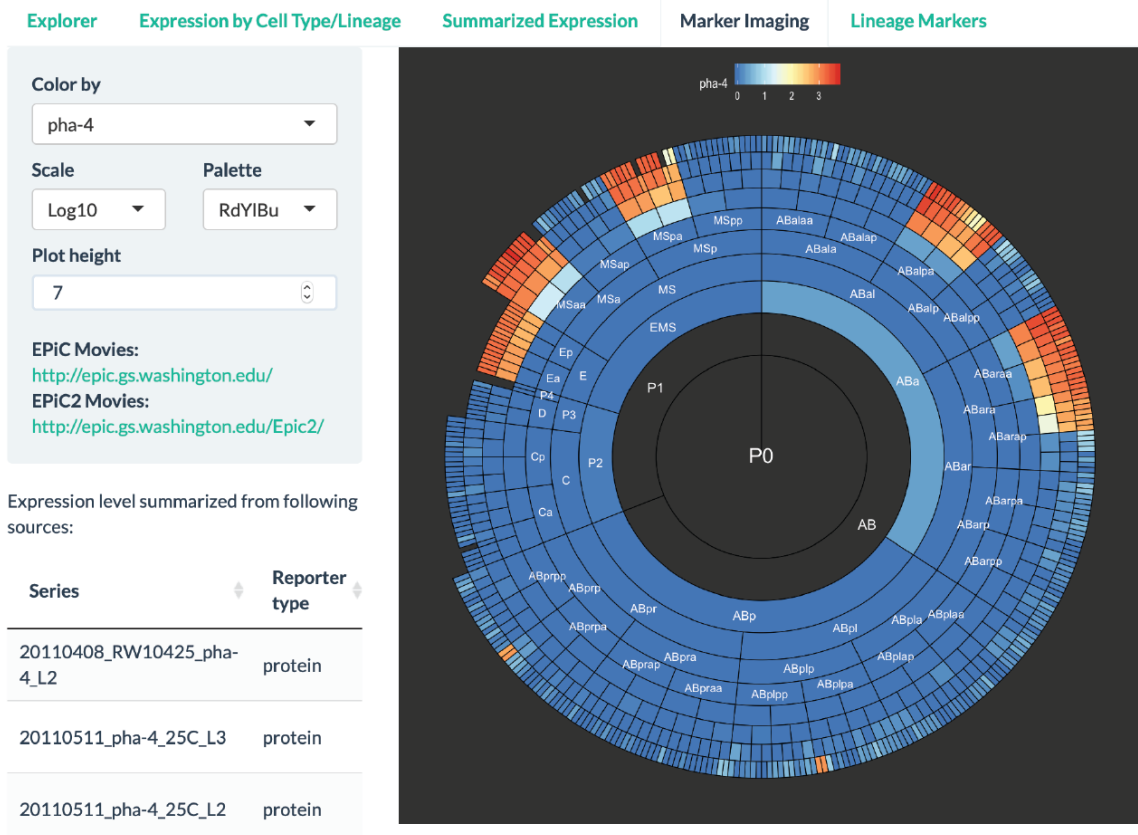 Explorer
Expression by Cell Type/Lineage
Summarized Expression
Marker Imaging
Lineage Markers
Color by
pha-4
Scale
Palette
Log10
RdYlBu
Plot height
7
EPiC Movies:
http://epic.gs.washington.edu/
EPiC2 Movies:
http://epic.gs.washington.edu/Epic2/
Expression level summarized from following
sources:
Series
Reporter
type
20110408_RW10425_pha-
4_L2
protein
20110511_pha-4_25C_L3
protein
20110511_pha-4_25C_L2
protein
pha-4
0 1 2 3
MSpp
ABalaa
MSpa
ABalap
MSp
ABala
MSap
ABalpa
MS
ABal
MSa
MSaa
ABalp
ABalpp
EMS
Ep
E
Ea
ABaraa
ABa
P1
P4
D
P3
ABara
ABarap
P0
Cp
P2
ABar
C
ABarpa
Ca
AB
ABarp
ABarpp
ABprpp
ABprp
ABpr
ABp
ABpla
ABplaa
ABprpa
ABpl
ABprap
ABpra
ABplap
ABplp
ABpraa
ABplpp
ABplpa